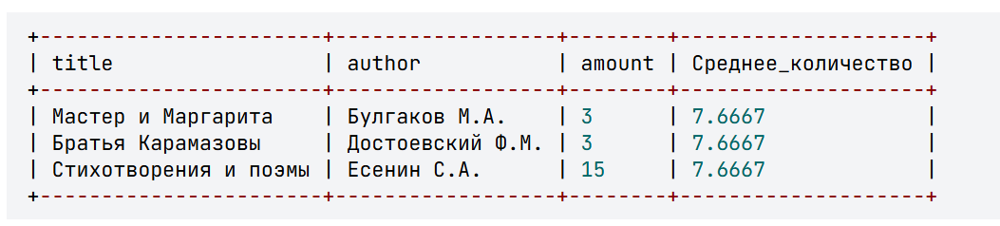 +-----------------------+------------------+--------+--------------------+
| title                 | author           | amount | Среднее_количество |
+-----------------------+------------------+--------+--------------------+
| Мастер и Маргарита    | Булгаков М.А.    | 3      | 7.6667             |
| Братья Карамазовы     | Достоевский Ф.М. | 3      | 7.6667             |
| Стихотворения и поэмы | Есенин С.А.      | 15     | 7.6667             |
+-----------------------+------------------+--------+--------------------+